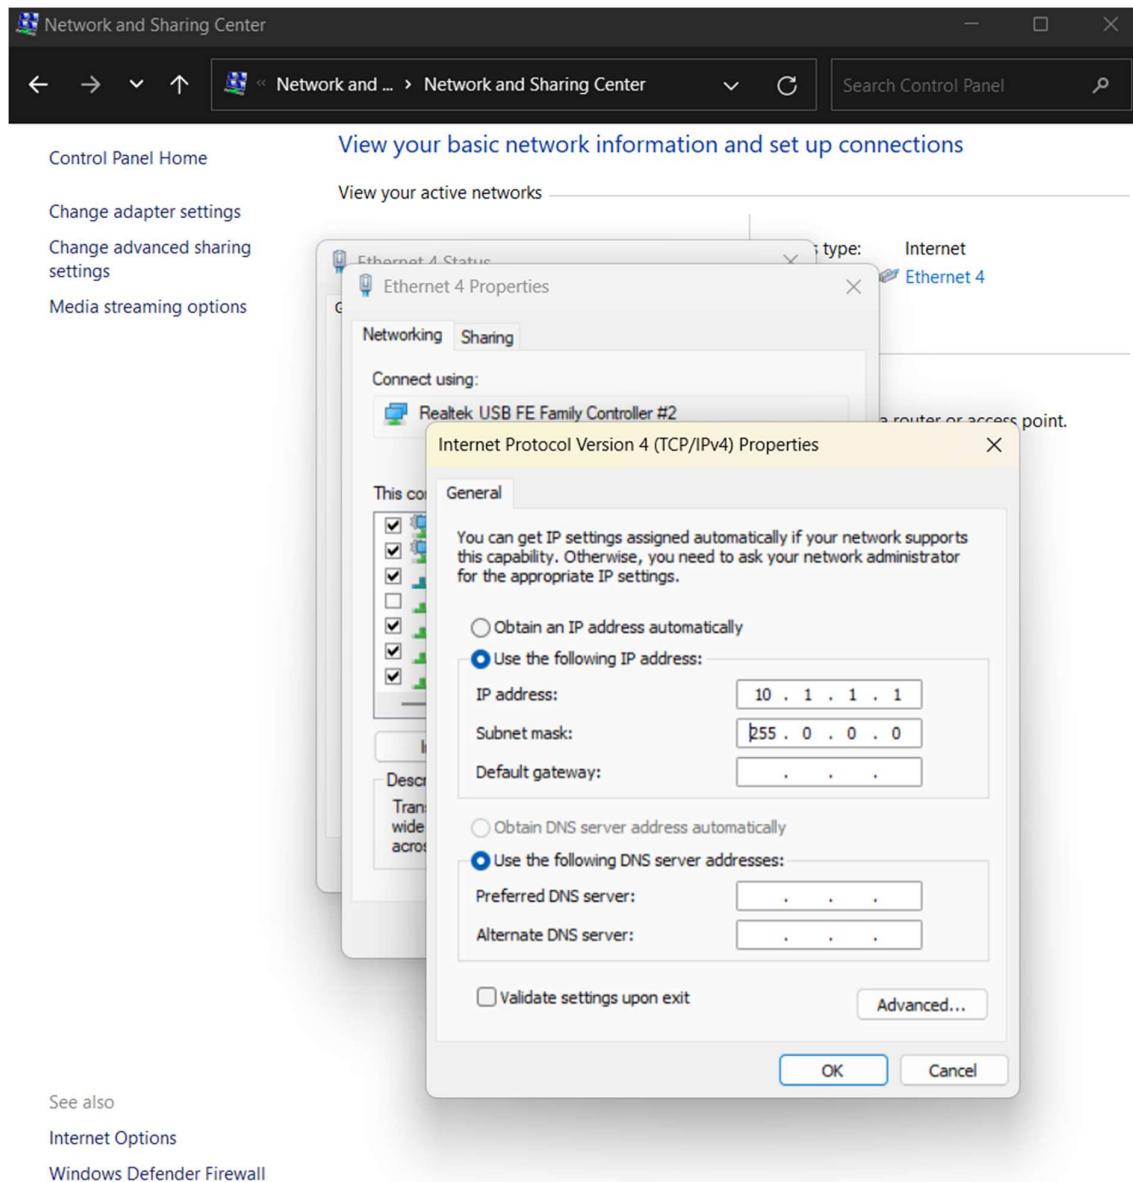 Network and Sharing Center
« Network and ... › Network and Sharing Center
Search Control Panel
Control Panel Home
Change adapter settings
Change advanced sharing
settings
Media streaming options
View your basic network information and set up connections
View your active networks
type: Internet
Ethernet 4
a router or access point.
Ethernet 4 Status
Ethernet 4 Properties
Networking
Sharing
Connect using:
Realtek USB FE Family Controller #2
This
Internet Protocol Version 4 (TCP/IPv4) Properties
General
You can get IP settings assigned automatically if your network supports
this capability. Otherwise, you need to ask your network administrator
for the appropriate IP settings.
Obtain an IP address automatically
Use the following IP address:
IP address: 10 . 1 . 1 . 1
Subnet mask: 255 . 0 . 0 . 0
Default gateway: . . .
Obtain DNS server address automatically
Use the following DNS server addresses:
Preferred DNS server: . . .
Alternate DNS server: . . .
Validate settings upon exit
Advanced...
OK
Cancel
wide
See also
Internet Options
Windows Defender Firewall